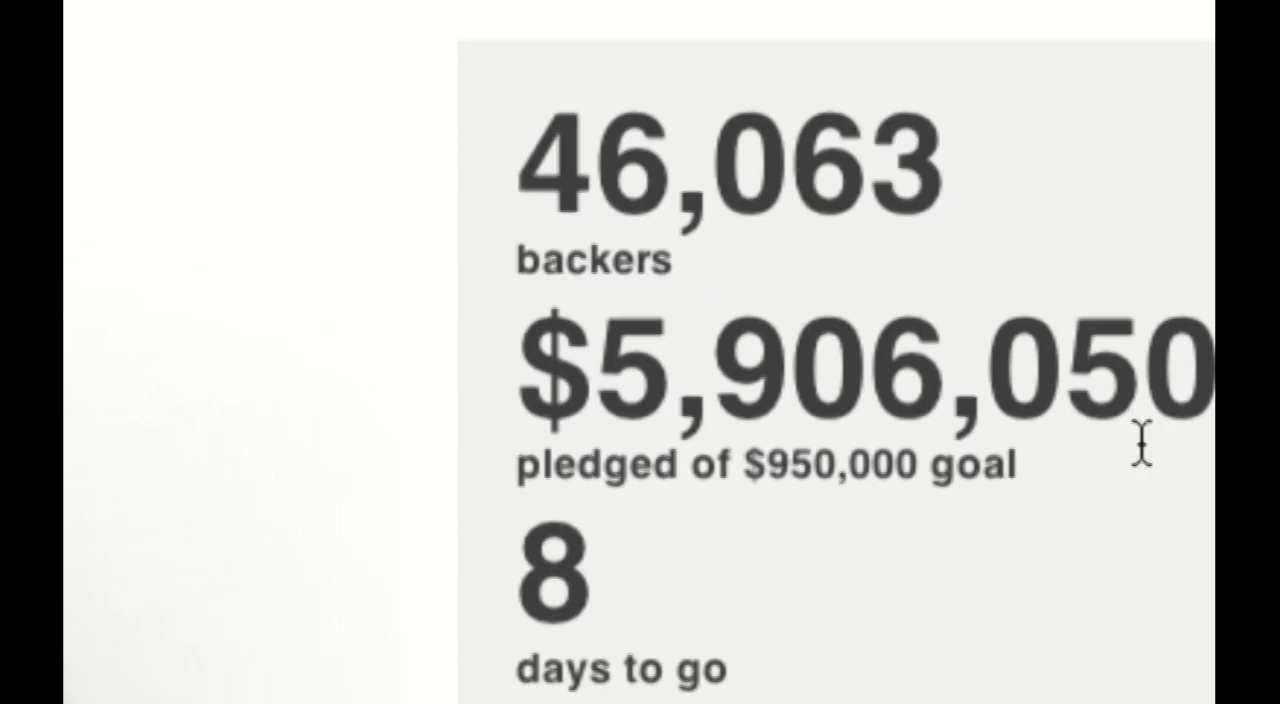 46,063
backers
$5,906,050
pledged of $950,000 goal
8
days to go